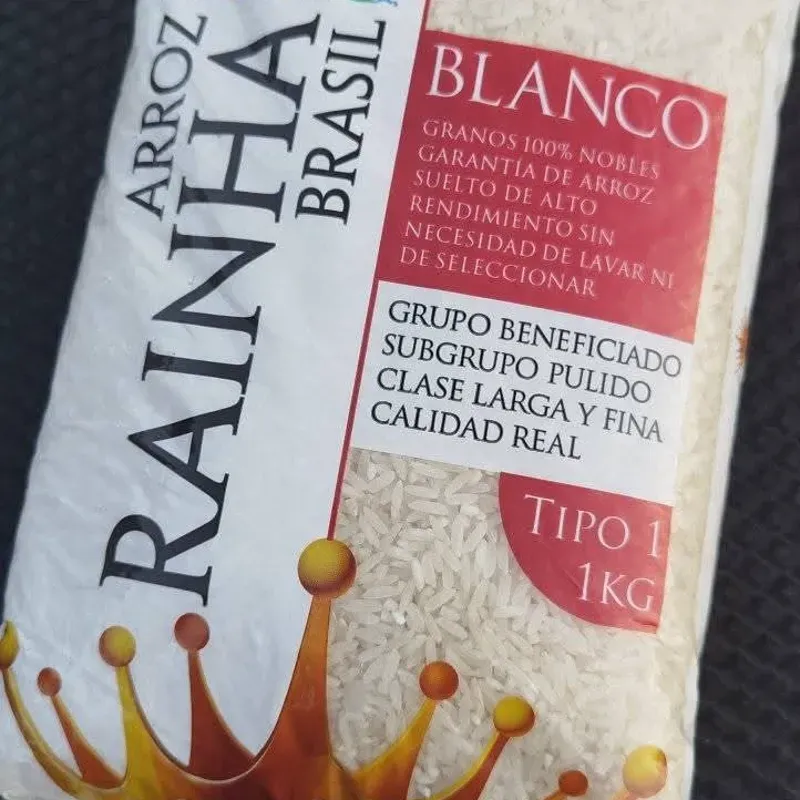 ARROZ
RAINHA
BRASIL
BLANCO
GRANOS 100% NOBLES
GARANTÍA DE ARROZ
SUELTO DE ALTO
RENDIMIENTO SIN
NECESIDAD DE LAVAR NI
DE SELECCIONAR
GRUPO BENEFICIADO
SUBGRUPO PULIDO
CLASE LARGA Y FINA
CALIDAD REAL
TIPO 1
1KG